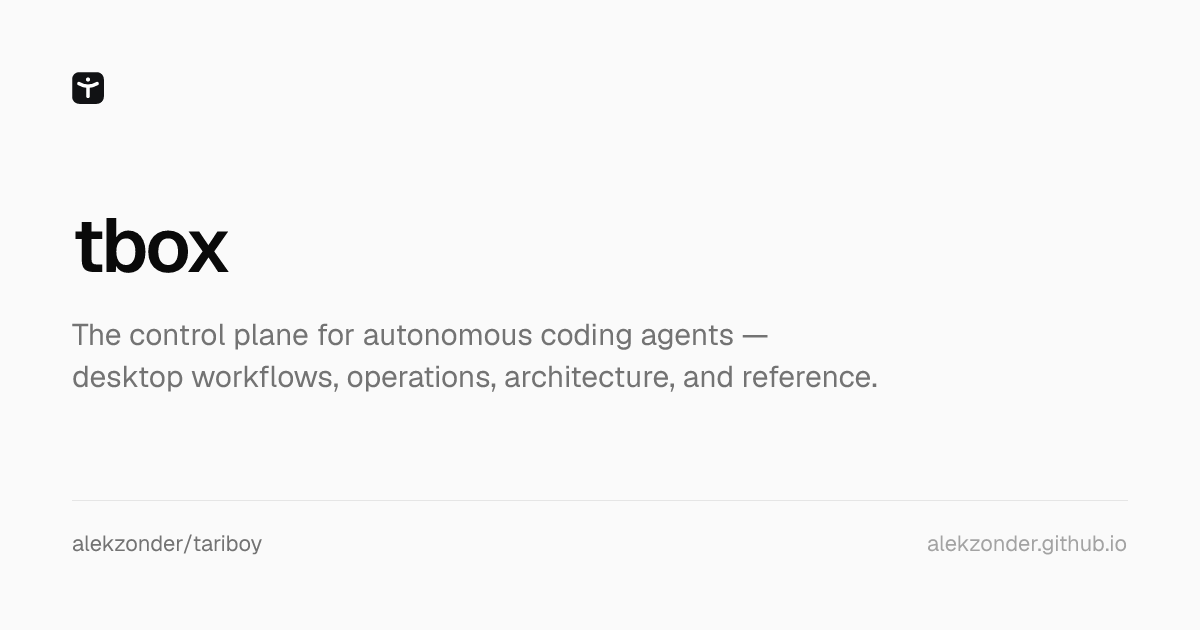 tbox
The control plane for autonomous coding agents —
desktop workflows, operations, architecture, and reference.
alekzonder/tariboy
alekzonder.github.io